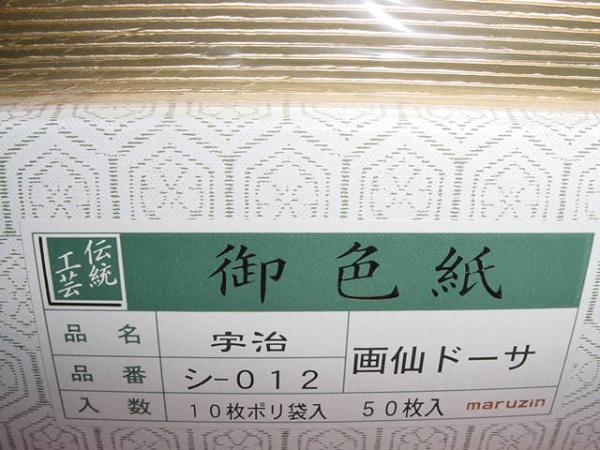 伝統
工芸
御色紙
品名 宇治
画仙ドーサ
品番 シ-012
入数 10枚ポリ袋入 50枚入 maruzin